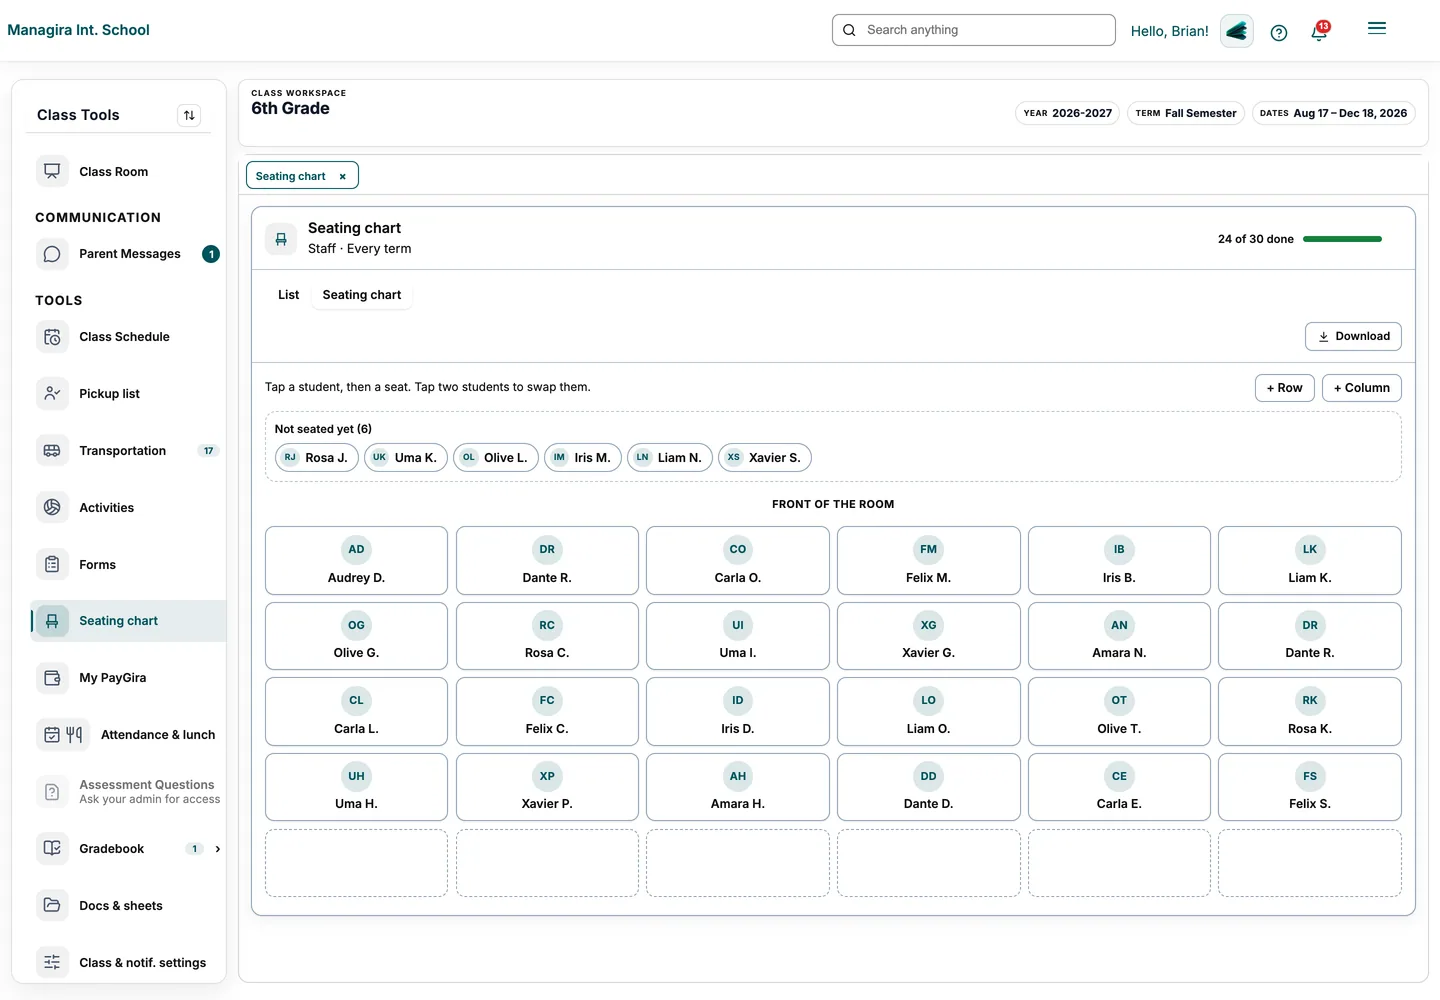 Managira Int. School
Search anything
Hello, Brian!
13
Class Tools
Class Room
COMMUNICATION
Parent Messages 1
TOOLS
Class Schedule
Pickup list
Transportation 17
Activities
Forms
Seating chart
My PayGira
Attendance & lunch
Assessment Questions
Ask your admin for access
Gradebook 1
Docs & sheets
Class & notif. settings
CLASS WORKSPACE
6th Grade
YEAR 2026-2027
TERM Fall Semester
DATES Aug 17 – Dec 18, 2026
Seating chart ×
Seating chart
Staff · Every term
24 of 30 done
List
Seating chart
Download
Tap a student, then a seat. Tap two students to swap them.
+ Row
+ Column
Not seated yet (6)
RJ Rosa J.
UK Uma K.
OL Olive L.
IM Iris M.
LN Liam N.
XS Xavier S.
FRONT OF THE ROOM
AD
Audrey D.
DR
Dante R.
CO
Carla O.
FM
Felix M.
IB
Iris B.
LK
Liam K.
OG
Olive G.
RC
Rosa C.
UI
Uma I.
XG
Xavier G.
AN
Amara N.
DR
Dante R.
CL
Carla L.
FC
Felix C.
ID
Iris D.
LO
Liam O.
OT
Olive T.
RK
Rosa K.
UH
Uma H.
XP
Xavier P.
AH
Amara H.
DD
Dante D.
CE
Carla E.
FS
Felix S.